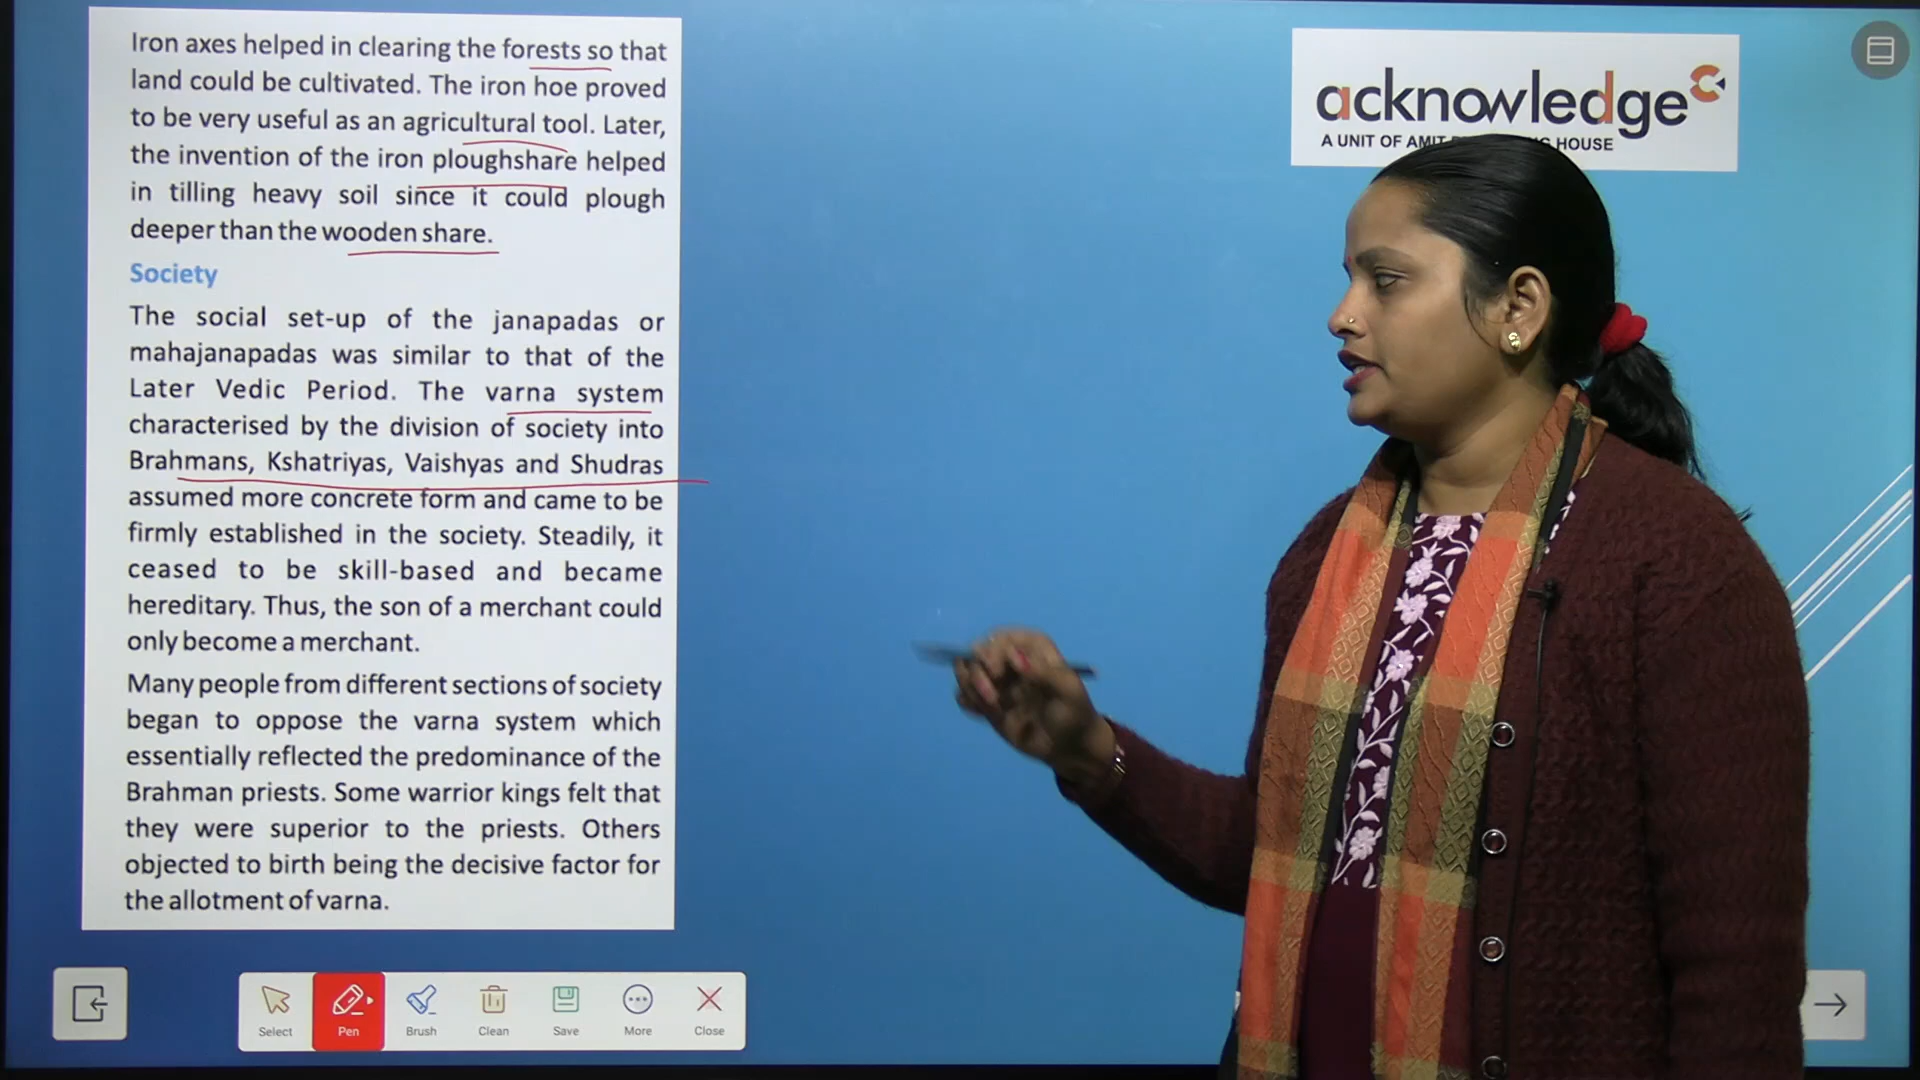 Iron axes helped in clearing the forests so that
land could be cultivated. The iron hoe proved
to be very useful as an agricultural tool. Later,
the invention of the iron ploughshare helped
in tilling heavy soil since it could plough
deeper than the wooden share.
Society
The social set-up of the janapadas or
mahajanapadas was similar to that of the
Later Vedic Period. The varna system
characterised by the division of society into
Brahmans, Kshatriyas, Vaishyas and Shudras
assumed more concrete form and came to be
firmly established in the society. Steadily, it
ceased to be skill-based and became
hereditary. Thus, the son of a merchant could
only become a merchant.
Many people from different sections of society
began to oppose the varna system which
essentially reflected the predominance of the
Brahman priests. Some warrior kings felt that
they were superior to the priests. Others
objected to birth being the decisive factor for
the allotment of varna.
acknowledge
A UNIT OF AMIT HOUSE
Select Pen Brush Clean Save More Close